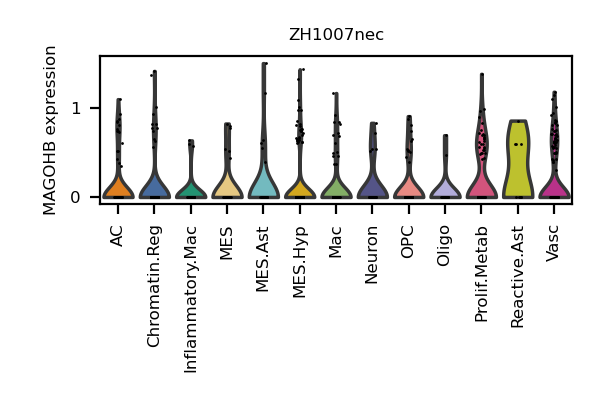 ZH1007nec
MAGOHB expression
1
0
AC
Chromatin.Reg
Inflammatory.Mac
MES
MES.Ast
MES.Hyp
Mac
Neuron
OPC
Oligo
Prolif.Metab
Reactive.Ast
Vasc